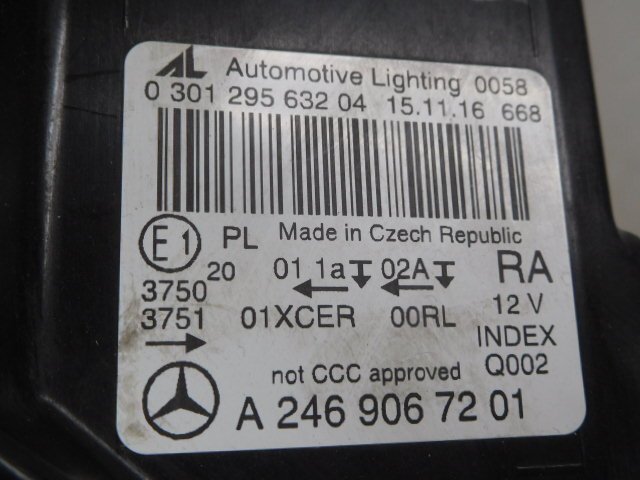 AL Automotive Lighting 0058
0 301 295 632 04 15.11.16 668
E1 PL Made in Czech Republic
3750 20 01 1a 02A RA
3751 01XCER 00RL 12 V
INDEX
not CCC approved Q002
A 246 906 72 01